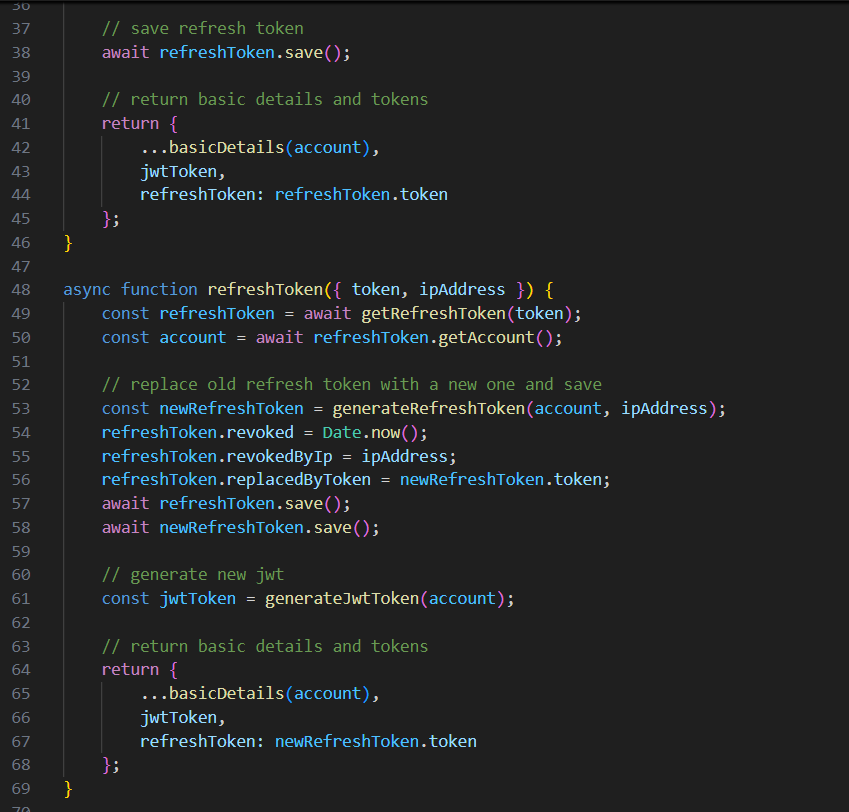 36
37 // save refresh token
38 await refreshToken.save();
39
40 // return basic details and tokens
41 return {
42 ...basicDetails(account),
43 jwtToken,
44 refreshToken: refreshToken.token
45 };
46 }
47
48 async function refreshToken({ token, ipAddress }) {
49 const refreshToken = await getRefreshToken(token);
50 const account = await refreshToken.getAccount();
51
52 // replace old refresh token with a new one and save
53 const newRefreshToken = generateRefreshToken(account, ipAddress);
54 refreshToken.revoked = Date.now();
55 refreshToken.revokedByIp = ipAddress;
56 refreshToken.replacedByToken = newRefreshToken.token;
57 await refreshToken.save();
58 await newRefreshToken.save();
59
60 // generate new jwt
61 const jwtToken = generateJwtToken(account);
62
63 // return basic details and tokens
64 return {
65 ...basicDetails(account),
66 jwtToken,
67 refreshToken: newRefreshToken.token
68 };
69 }
70